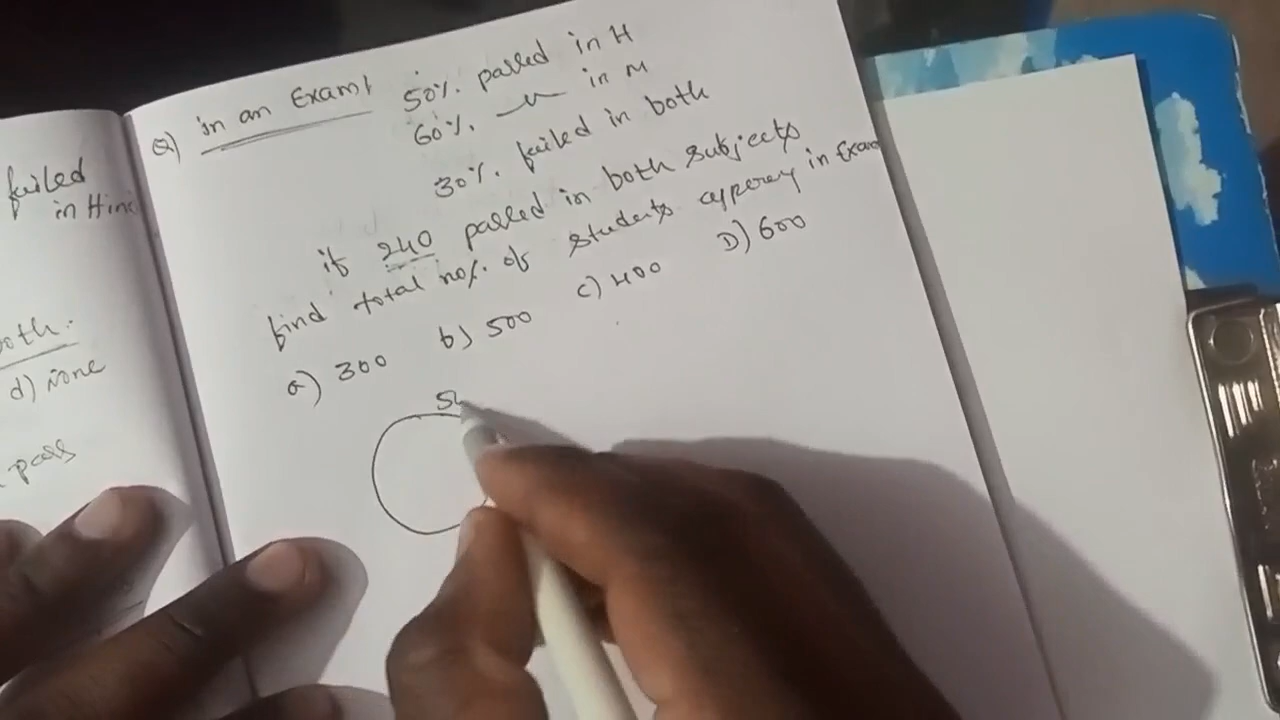 failed
in Hin
oth.
d) None
pass
Q) in an Exam! 50%. passed in H
60%. —〃— in M
30%. failed in both
if 240 passed in both subjects
find total no/. of students in Exam
a) 300 b) 500 c) 400 D) 600
50